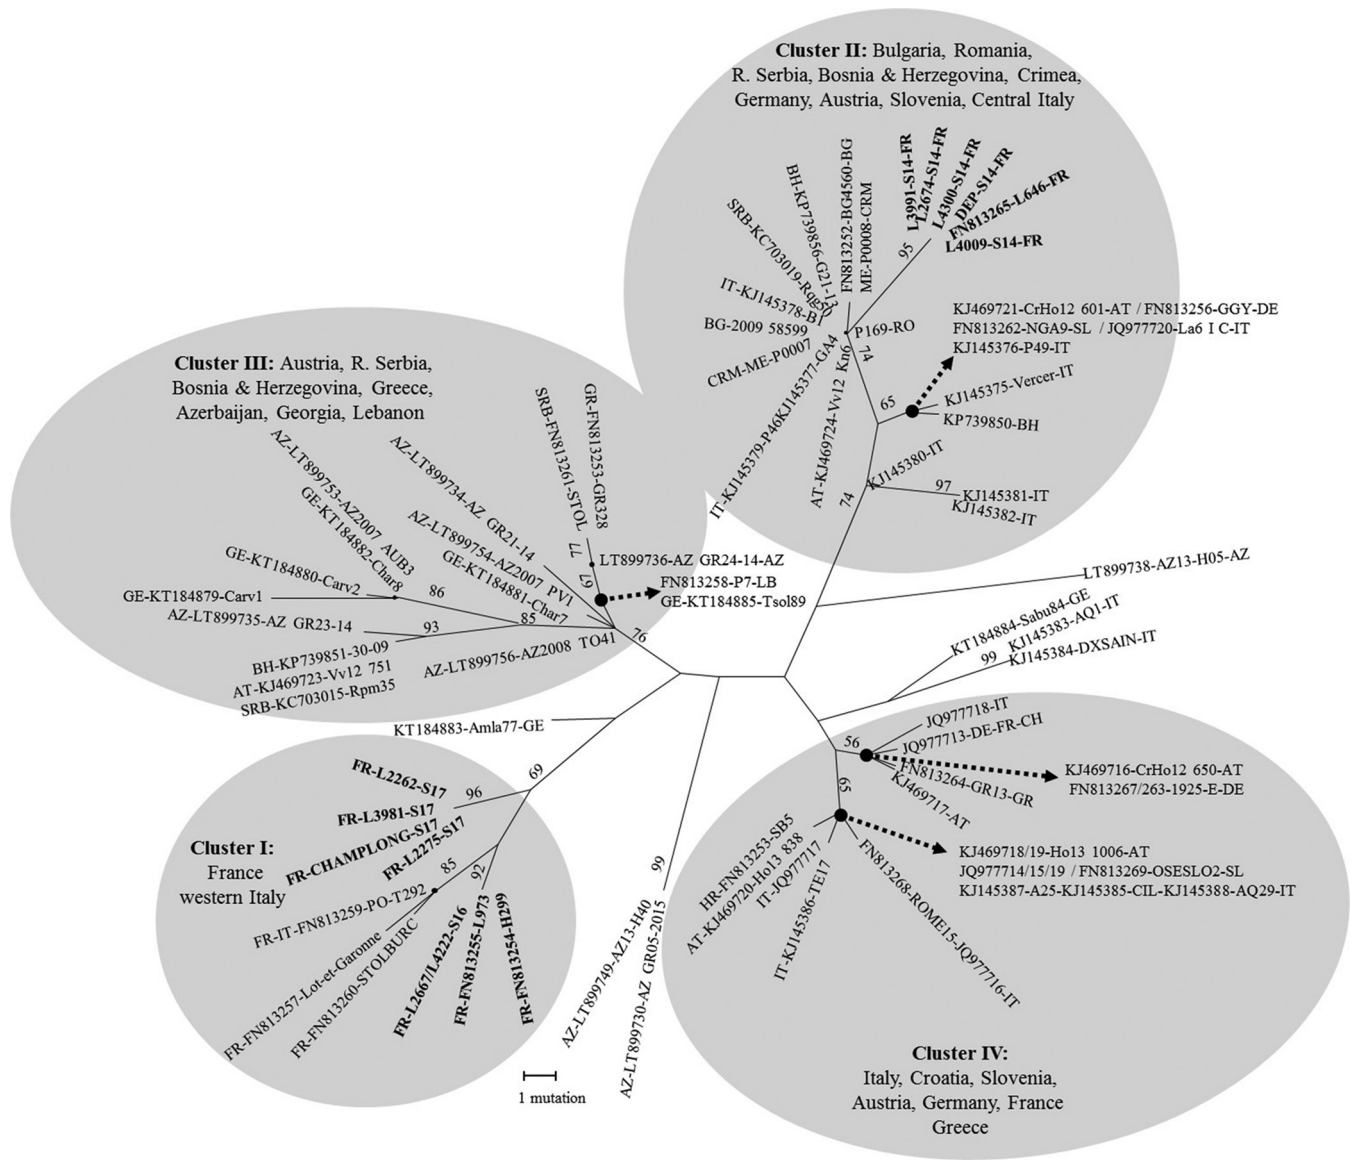 Cluster II: Bulgaria, Romania,
R. Serbia, Bosnia & Herzegovina, Crimea,
Germany, Austria, Slovenia, Central Italy
L3991-S14-FR
L2674-S14-FR
L4300-S14-FR
DEP-S14-FR
FN813265-L646-FR
L4009-S14-FR
95
FN813252-BG4560-BG
ME-P0008-CRM
BH-KP739856-G21-13
SRB-KC703019-Rqg50
IT-KJ145378-B1
BG-2009 58599
CRM-ME-P0007
P169-RO
IT-KJ145379-P46KJ145377-GA4
AT-KJ469724-Vv12 Kn6
74
KJ469721-CrHo12 601-AT / FN813256-GGY-DE
FN813262-NGA9-SL / JQ977720-La6 I C-IT
KJ145376-P49-IT
65
KJ145375-Vercer-IT
KP739850-BH
KJ145380-IT
97
KJ145381-IT
KJ145382-IT
74
Cluster III: Austria, R. Serbia,
Bosnia & Herzegovina, Greece,
Azerbaijan, Georgia, Lebanon
GR-FN813253-GR328
SRB-FN813261-STOL
77
67
LT899736-AZ GR24-14-AZ
FN813258-P7-LB
GE-KT184885-Tsol89
AZ-LT899734-AZ GR21-14
AZ-LT899754-AZ2007 PV1
GE-KT184881-Char7
AZ-LT899753-AZ2007 AUB3
GE-KT184882-Char8
GE-KT184880-Carv2
GE-KT184879-Carv1
86
AZ-LT899735-AZ GR23-14
93
85
BH-KP739851-30-09
AT-KJ469723-Vv12 751
SRB-KC703015-Rpm35
AZ-LT899756-AZ2008 TO41
76
LT899738-AZ13-H05-AZ
KT184884-Sabu84-GE
99
KJ145383-AQ1-IT
KJ145384-DXSAIN-IT
KT184883-Amla77-GE
69
FR-L2262-S17
96
FR-L3981-S17
FR-CHAMPLONG-S17
FR-L2275-S17
Cluster I:
France
western Italy
85
92
FR-IT-FN813259-PO-T292
FR-FN813257-Lot-et-Garonne
FR-FN813260-STOLBURC
FR-L2667/L4222-S16
FR-FN813255-L973
FR-FN813254-H299
99
AZ-LT899749-AZ13-H40
AZ-LT899730-AZ GR05-2015
1 mutation
JQ977718-IT
JQ977713-DE-FR-CH
56
FN813264-GR13-GR
KJ469717-AT
KJ469716-CrHo12 650-AT
FN813267/263-1925-E-DE
65
HR-FN813253-SB5
AT-KJ469720-Ho13 838
IT-JQ977717
IT-KJ145386-TE17
FN813268-ROME15-JQ977716-IT
KJ469718/19-Ho13 1006-AT
JQ977714/15/19 / FN813269-OSESLO2-SL
KJ145387-A25-KJ145385-CIL-KJ145388-AQ29-IT
Cluster IV:
Italy, Croatia, Slovenia,
Austria, Germany, France
Greece